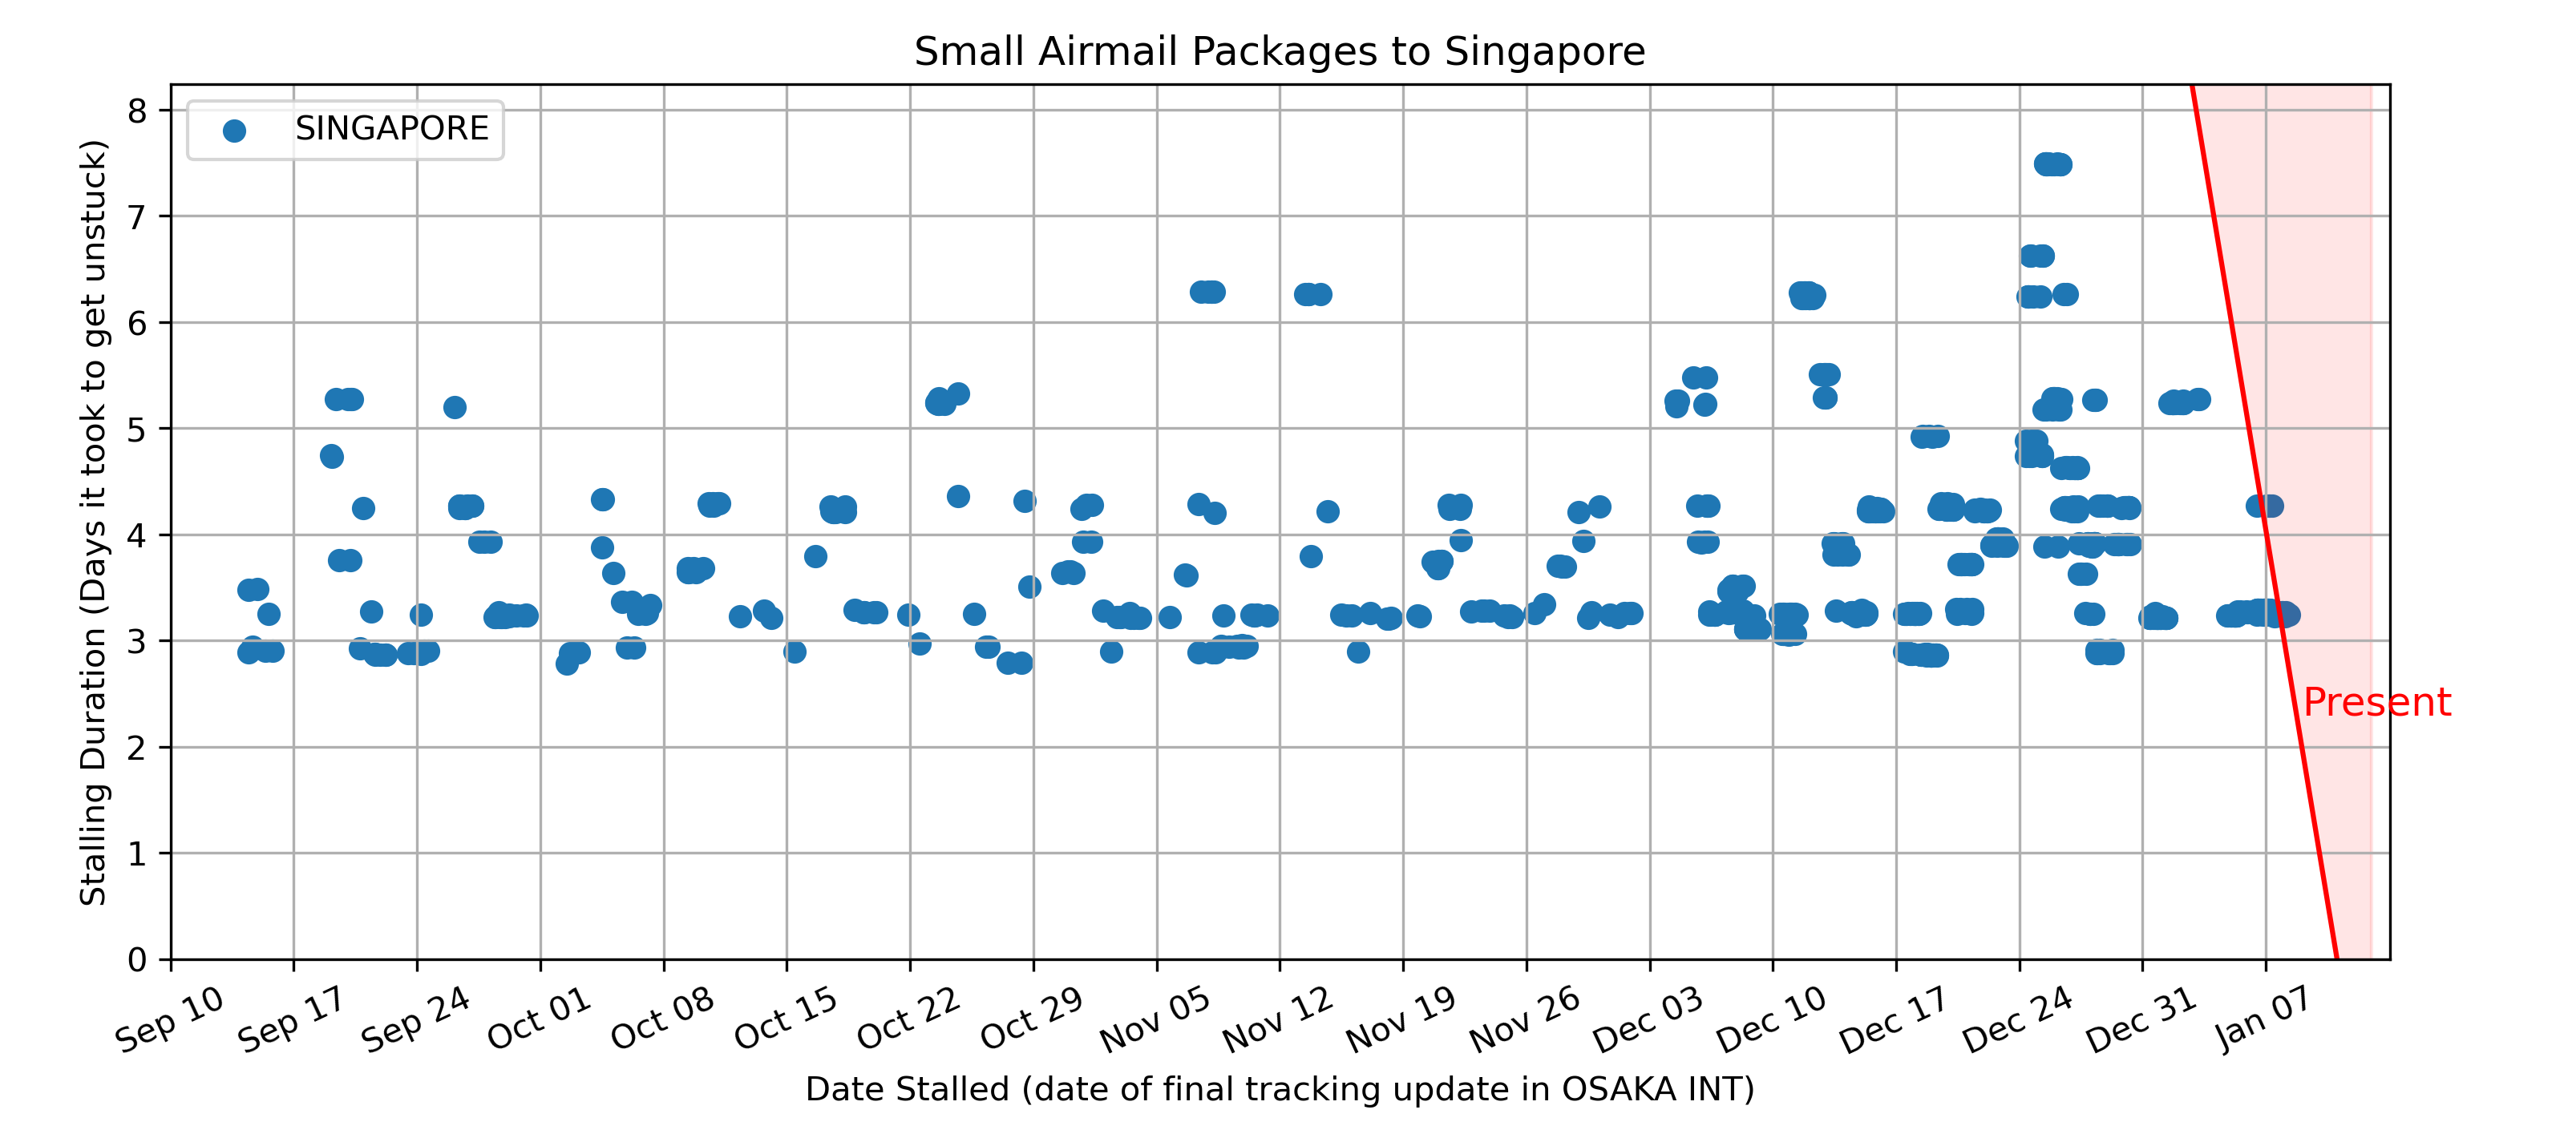 Small Airmail Packages to Singapore
SINGAPORE
Stalling Duration (Days it took to get unstuck)
8
7
6
5
4
3
2
1
0
Present
Sep 10
Sep 17
Sep 24
Oct 01
Oct 08
Oct 15
Oct 22
Oct 29
Nov 05
Nov 12
Nov 19
Nov 26
Dec 03
Dec 10
Dec 17
Dec 24
Dec 31
Jan 07
Date Stalled (date of final tracking update in OSAKA INT)